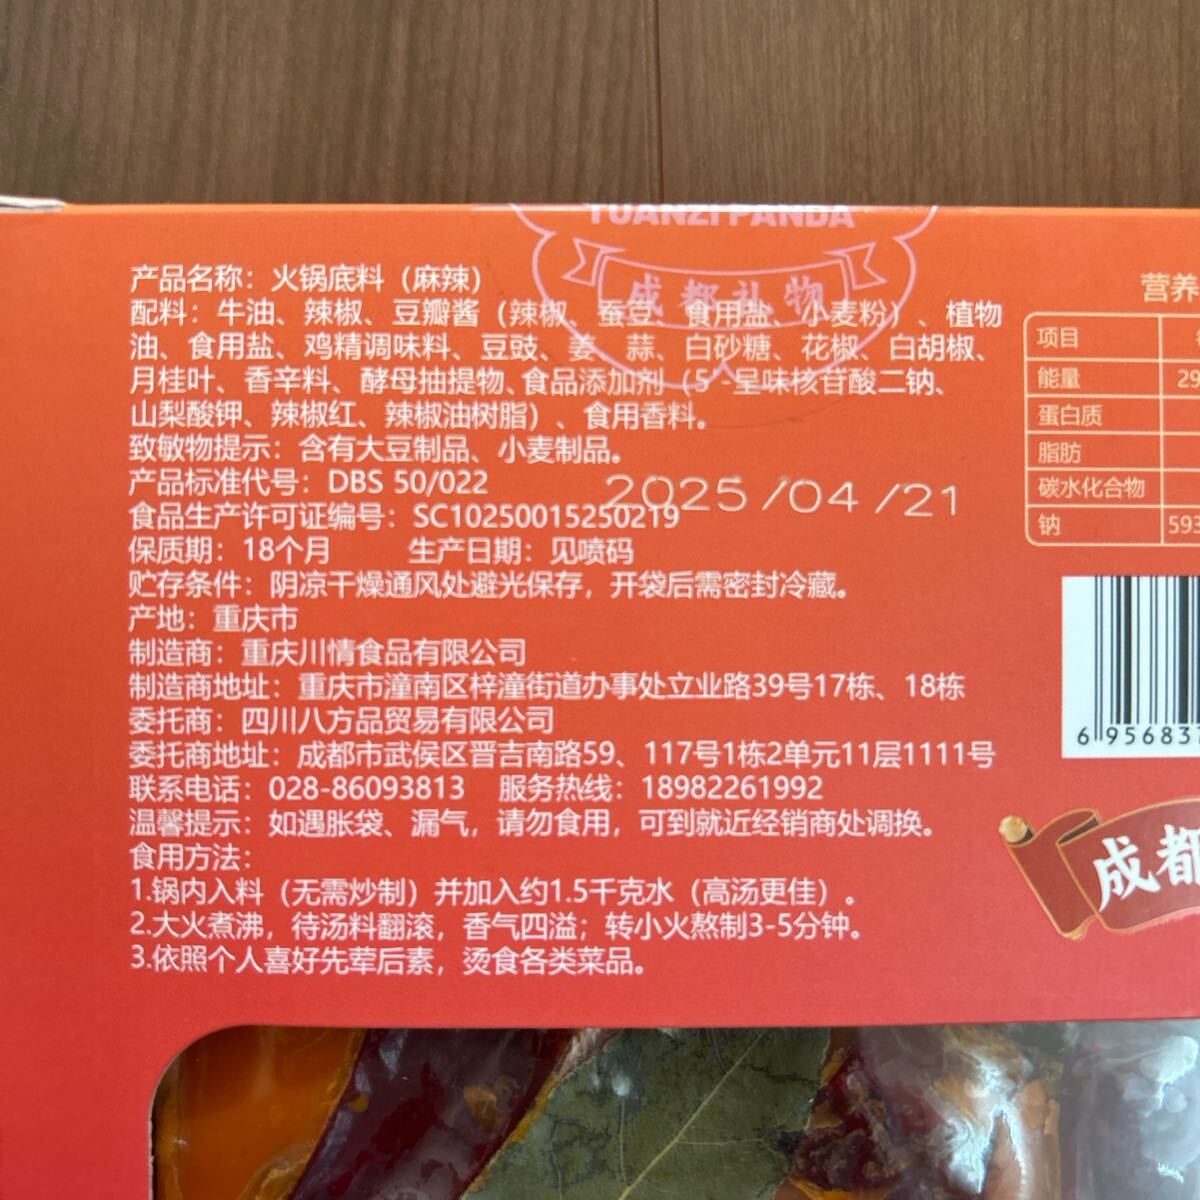 YUANZI PANDA
成都礼物
产品名称：火锅底料（麻辣）
配料：牛油、辣椒、豆瓣酱（辣椒、蚕豆、食用盐、小麦粉）、植物
油、食用盐、鸡精调味料、豆豉、姜、蒜、白砂糖、花椒、白胡椒、
月桂叶、香辛料、酵母抽提物、食品添加剂（5'-呈味核苷酸二钠、
山梨酸钾、辣椒红、辣椒油树脂）、食用香料。
致敏物提示：含有大豆制品、小麦制品。
产品标准代号：DBS 50/022
2025/04/21
食品生产许可证编号：SC10250015250219
保质期：18个月 生产日期：见喷码
贮存条件：阴凉干燥通风处避光保存，开袋后需密封冷藏。
产地：重庆市
制造商：重庆川情食品有限公司
制造商地址：重庆市潼南区梓潼街道办事处立业路39号17栋、18栋
委托商：四川八方品贸易有限公司
委托商地址：成都市武侯区晋吉南路59、117号1栋2单元11层1111号
联系电话：028-86093813 服务热线：18982261992
温馨提示：如遇胀袋、漏气，请勿食用，可到就近经销商处调换。
食用方法：
1.锅内入料（无需炒制）并加入约1.5千克水（高汤更佳）。
2.大火煮沸，待汤料翻滚，香气四溢；转小火熬制3-5分钟。
3.依照个人喜好先荤后素，烫食各类菜品。
营养
项目
能量 29
蛋白质
脂肪
碳水化合物
钠 593
6 956837
成都